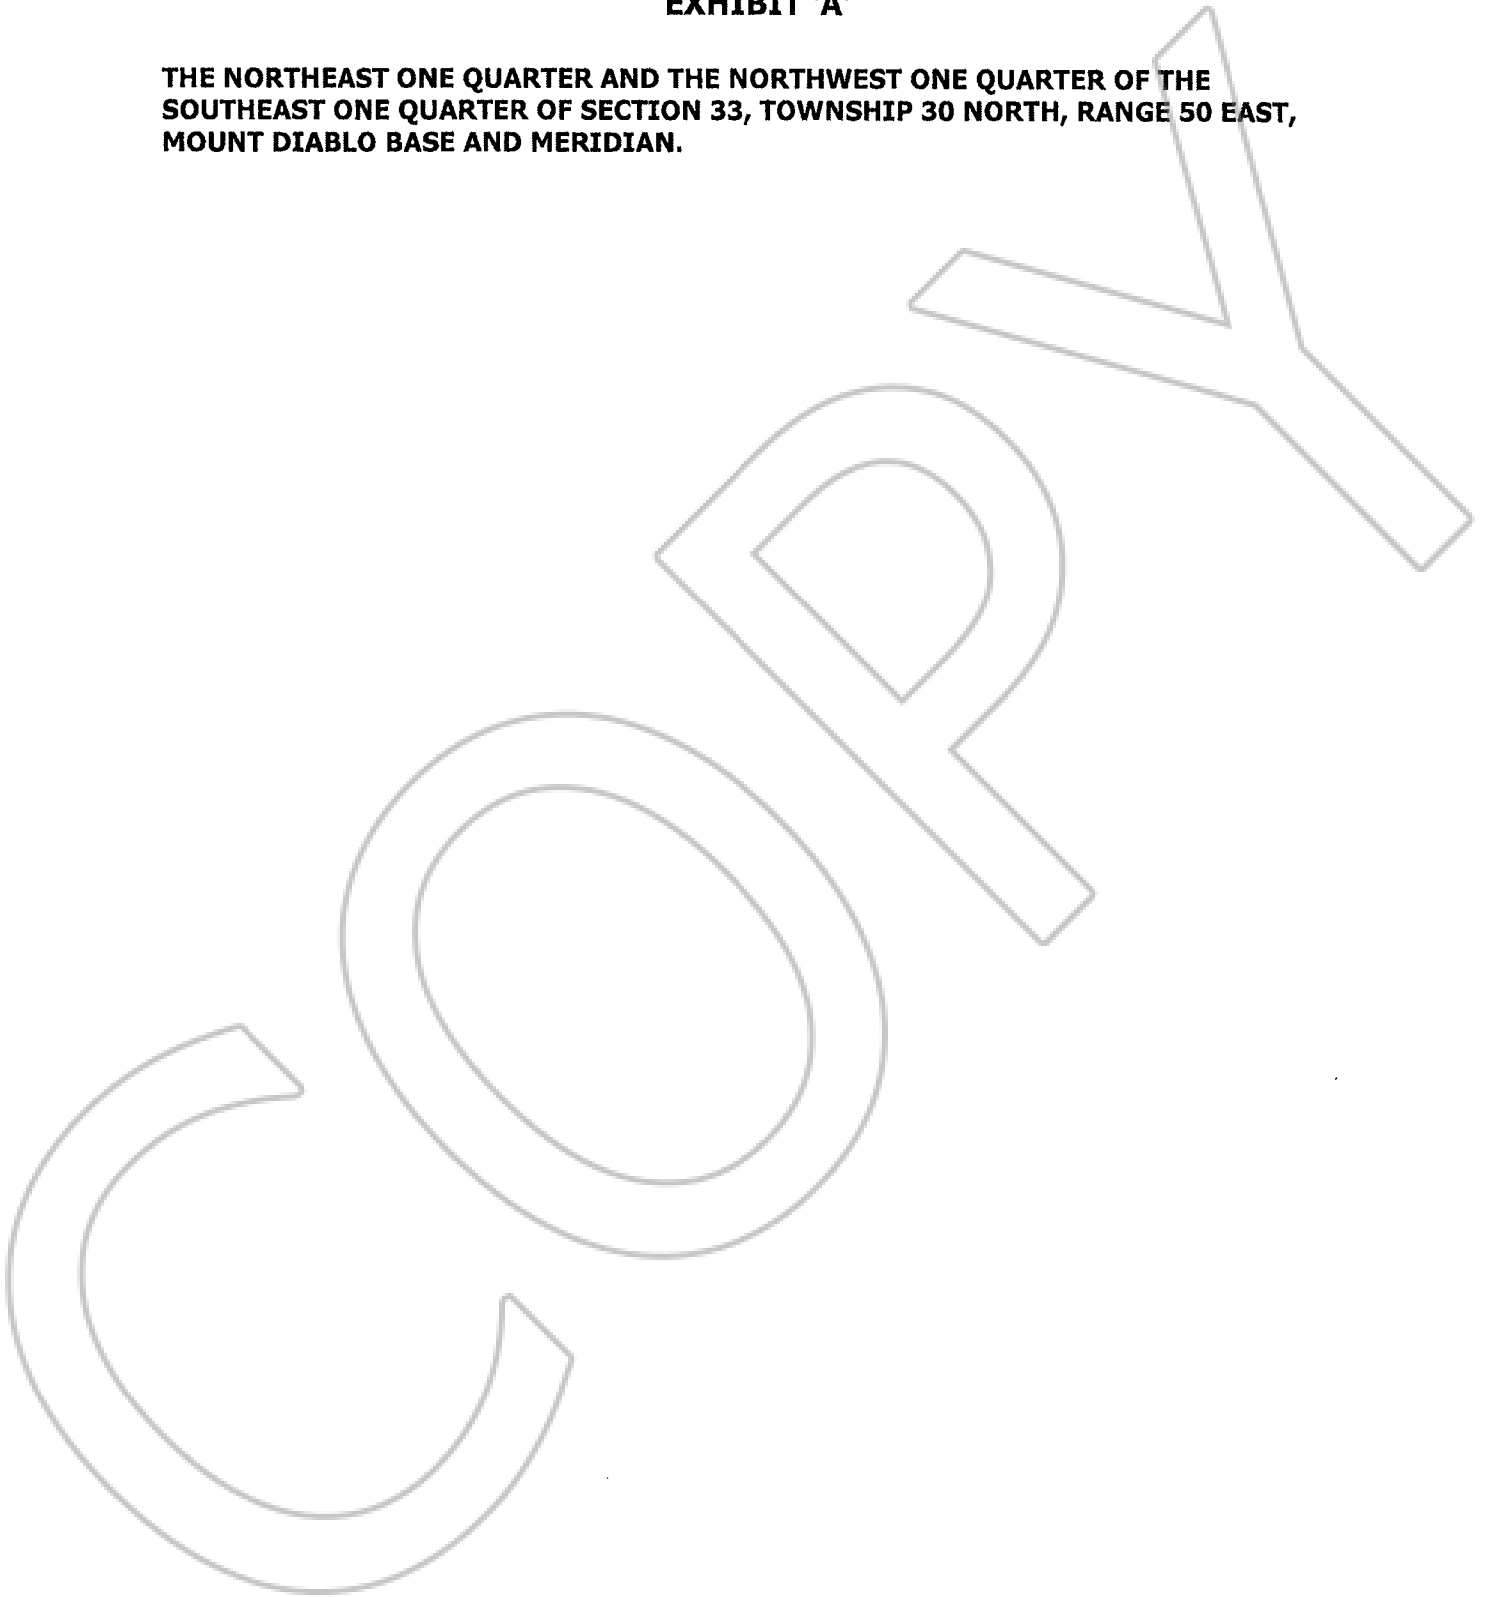 EXHIBIT 'A'
THE NORTHEAST ONE QUARTER AND THE NORTHWEST ONE QUARTER OF THE
SOUTHEAST ONE QUARTER OF SECTION 33, TOWNSHIP 30 NORTH, RANGE 50 EAST,
MOUNT DIABLO BASE AND MERIDIAN.
COPY